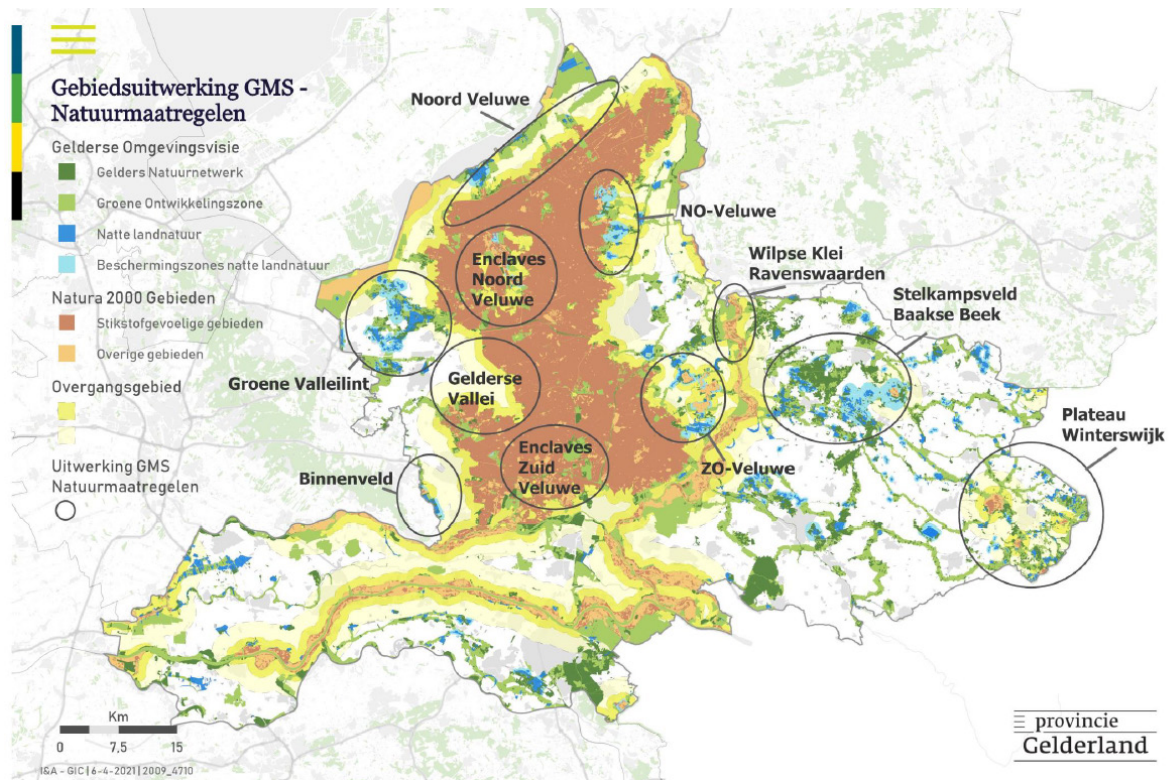 Gebiedsuitwerking GMS -
Natuurmaatregelen
Gelderse Omgevingsvisie
Gelders Natuurnetwerk
Groene Ontwikkelingszone
Natte landnatuur
Beschermingszones natte landnatuur
Natura 2000 Gebieden
Stikstofgevoelige gebieden
Overige gebieden
Overgangsgebied
Uitwerking GMS
Natuurmaatregelen
Noord Veluwe
NO-Veluwe
Enclaves
Noord
Veluwe
Wilpse Klei
Ravenswaarden
Stelkampsveld
Baakse Beek
Groene Valleilint
Gelderse
Vallei
Plateau
Winterswijk
Enclaves
Zuid
Veluwe
ZO-Veluwe
Binnenveld
Km
0 7,5 15
I&A - GIC | 6-4-2021 | 2009_4710
provincie
Gelderland